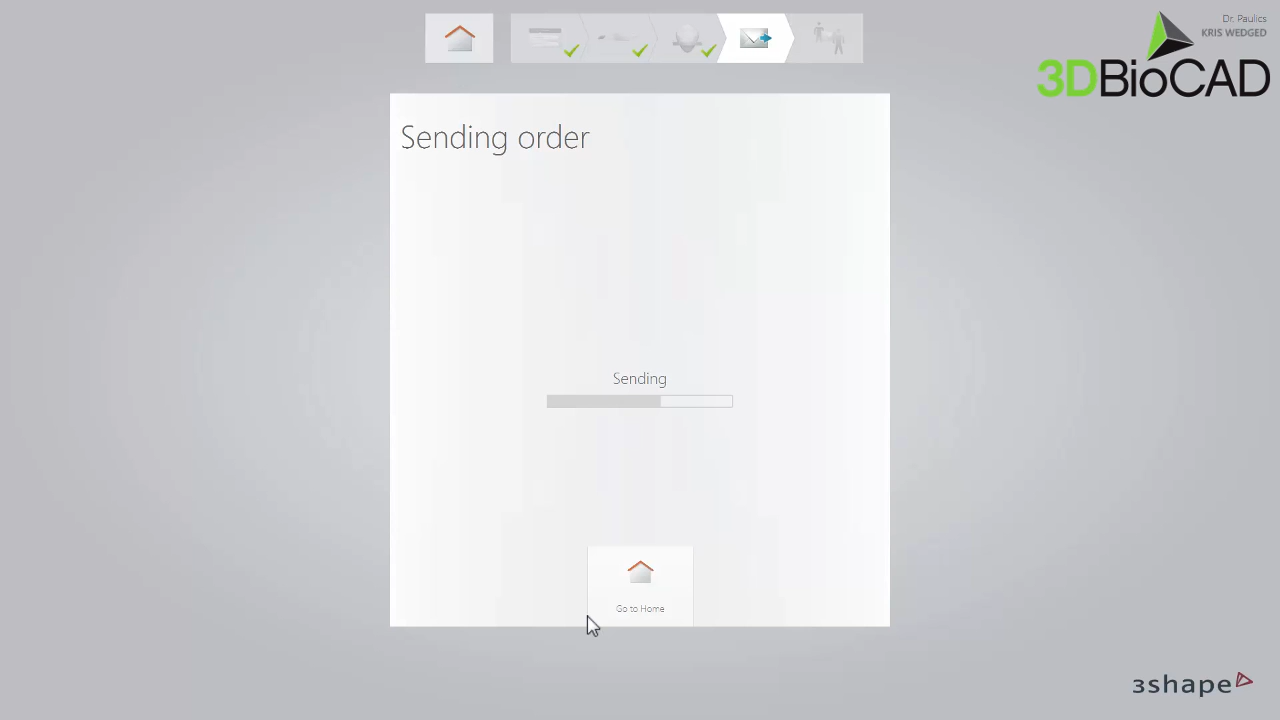 Dr. Paulics
KRIS WEDGED
3DBioCAD
Sending order
Sending
Go to Home
3shape